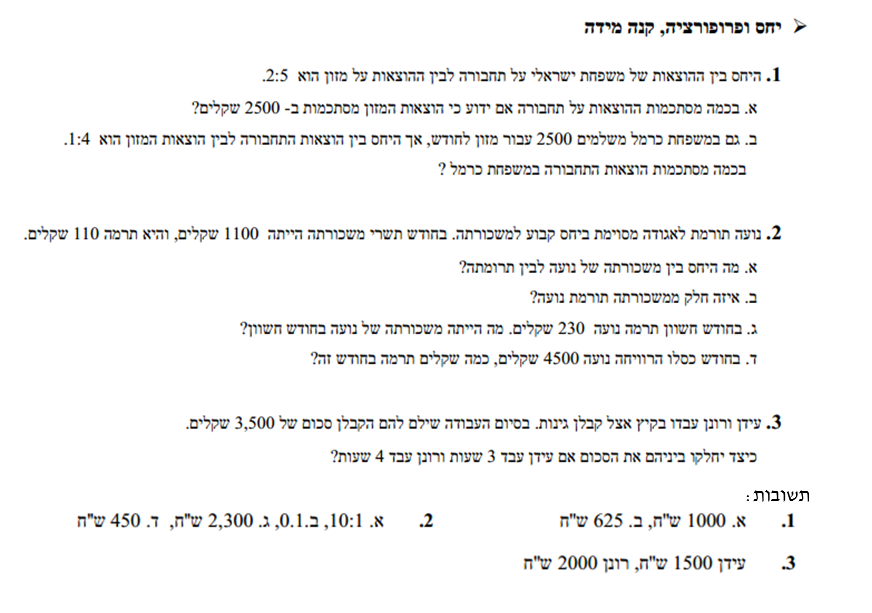 ➢ יחס ופרופורציה, קנה מידה
1. היחס בין ההוצאות של משפחת ישראלי על תחבורה לבין ההוצאות על מזון הוא 2:5.
א. בכמה מסתכמות ההוצאות על תחבורה אם ידוע כי הוצאות המזון מסתכמות ב- 2500 שקלים?
ב. גם במשפחת כרמל משלמים 2500 עבור מזון לחודש, אך היחס בין הוצאות התחבורה לבין הוצאות המזון הוא 1:4.
בכמה מסתכמות הוצאות התחבורה במשפחת כרמל ?
2. נועה תורמת לאגודה מסוימת ביחס קבוע למשכורתה. בחודש תשרי משכורתה הייתה 1100 שקלים, והיא תרמה 110 שקלים.
א. מה היחס בין משכורתה של נועה לבין תרומתה?
ב. איזה חלק ממשכורתה תורמת נועה?
ג. בחודש חשוון תרמה נועה 230 שקלים. מה הייתה משכורתה של נועה בחודש חשוון?
ד. בחודש כסלו הרוויחה נועה 4500 שקלים, כמה שקלים תרמה בחודש זה?
3. עידן ורונן עבדו בקיץ אצל קבלן גינות. בסיום העבודה שילם להם הקבלן סכום של 3,500 שקלים.
כיצד יחלקו ביניהם את הסכום אם עידן עבד 3 שעות ורונן עבד 4 שעות?
תשובות :
1. א. 1000 ש"ח, ב. 625 ש"ח 2. א. 10:1, ב.0.1, ג. 2,300 ש"ח, ד. 450 ש"ח
3. עידן 1500 ש"ח, רונן 2000 ש"ח